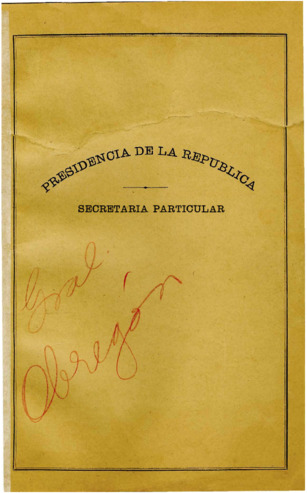 PRESIDENCIA DE LA REPUBLICA
SECRETARIA PARTICULAR
Gral.
Obregón